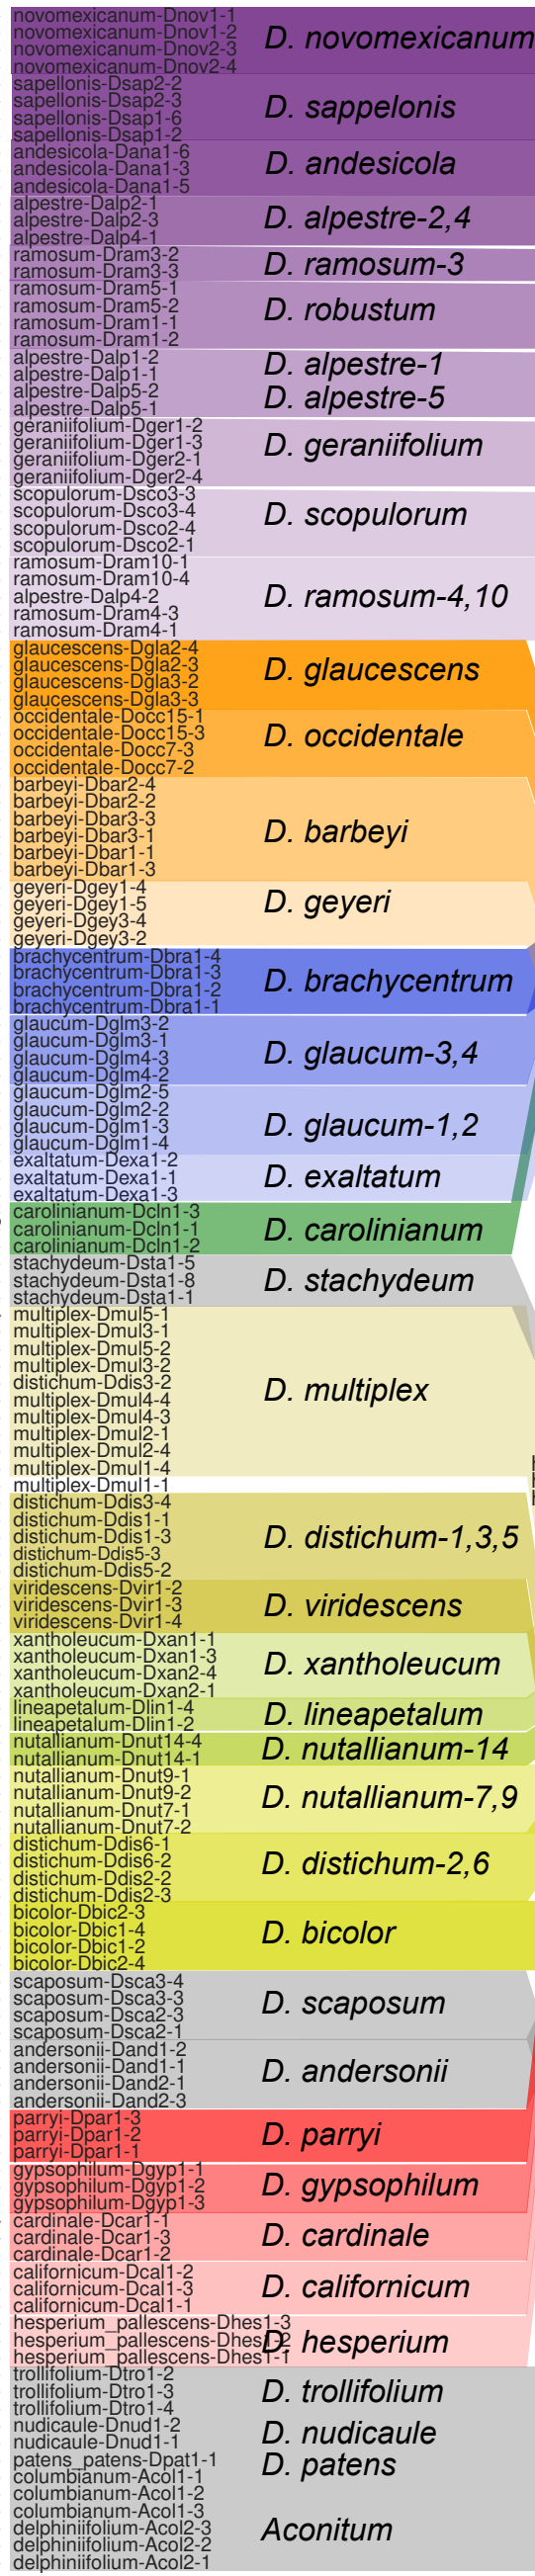 novomexicanum-Dnov1-1
novomexicanum-Dnov1-2
novomexicanum-Dnov2-3
novomexicanum-Dnov2-4
D. novomexicanum
sapellonis-Dsap2-2
sapellonis-Dsap2-3
sapellonis-Dsap1-6
sapellonis-Dsap1-2
D. sappelonis
andesicola-Dana1-6
andesicola-Dana1-3
andesicola-Dana1-5
D. andesicola
alpestre-Dalp2-1
alpestre-Dalp2-3
alpestre-Dalp4-1
D. alpestre-2,4
ramosum-Dram3-2
ramosum-Dram3-3
D. ramosum-3
ramosum-Dram5-1
ramosum-Dram5-2
ramosum-Dram1-1
ramosum-Dram1-2
D. robustum
alpestre-Dalp1-2
alpestre-Dalp1-1
D. alpestre-1
alpestre-Dalp5-2
alpestre-Dalp5-1
D. alpestre-5
geraniifolium-Dger1-2
geraniifolium-Dger1-3
geraniifolium-Dger2-1
geraniifolium-Dger2-4
D. geraniifolium
scopulorum-Dsco3-3
scopulorum-Dsco3-4
scopulorum-Dsco2-4
scopulorum-Dsco2-1
D. scopulorum
ramosum-Dram10-1
ramosum-Dram10-4
alpestre-Dalp4-2
ramosum-Dram4-3
ramosum-Dram4-1
D. ramosum-4,10
glaucescens-Dgla2-4
glaucescens-Dgla2-3
glaucescens-Dgla3-2
glaucescens-Dgla3-3
D. glaucescens
occidentale-Docc15-1
occidentale-Docc15-3
occidentale-Docc7-3
occidentale-Docc7-2
D. occidentale
barbeyi-Dbar2-4
barbeyi-Dbar2-2
barbeyi-Dbar3-3
barbeyi-Dbar3-1
barbeyi-Dbar1-1
barbeyi-Dbar1-3
D. barbeyi
geyeri-Dgey1-4
geyeri-Dgey1-5
geyeri-Dgey3-4
geyeri-Dgey3-2
D. geyeri
brachycentrum-Dbra1-4
brachycentrum-Dbra1-3
brachycentrum-Dbra1-2
brachycentrum-Dbra1-1
D. brachycentrum
glaucum-Dglm3-2
glaucum-Dglm3-1
glaucum-Dglm4-3
glaucum-Dglm4-2
D. glaucum-3,4
glaucum-Dglm2-5
glaucum-Dglm2-2
glaucum-Dglm1-3
glaucum-Dglm1-4
D. glaucum-1,2
exaltatum-Dexa1-2
exaltatum-Dexa1-1
exaltatum-Dexa1-3
D. exaltatum
carolinianum-Dcln1-3
carolinianum-Dcln1-1
carolinianum-Dcln1-2
D. carolinianum
stachydeum-Dsta1-5
stachydeum-Dsta1-8
stachydeum-Dsta1-1
D. stachydeum
multiplex-Dmul5-1
multiplex-Dmul3-1
multiplex-Dmul5-2
multiplex-Dmul3-2
distichum-Ddis3-2
multiplex-Dmul4-4
multiplex-Dmul4-3
multiplex-Dmul2-1
multiplex-Dmul2-4
multiplex-Dmul1-4
multiplex-Dmul1-1
D. multiplex
distichum-Ddis3-4
distichum-Ddis1-1
distichum-Ddis1-3
distichum-Ddis5-3
distichum-Ddis5-2
D. distichum-1,3,5
viridescens-Dvir1-2
viridescens-Dvir1-3
viridescens-Dvir1-4
D. viridescens
xantholeucum-Dxan1-1
xantholeucum-Dxan1-3
xantholeucum-Dxan2-4
xantholeucum-Dxan2-1
D. xantholeucum
lineapetalum-Dlin1-4
lineapetalum-Dlin1-2
D. lineapetalum
nutallianum-Dnut14-4
nutallianum-Dnut14-1
D. nutallianum-14
nutallianum-Dnut9-1
nutallianum-Dnut9-2
nutallianum-Dnut7-1
nutallianum-Dnut7-2
D. nutallianum-7,9
distichum-Ddis6-1
distichum-Ddis6-2
distichum-Ddis2-2
distichum-Ddis2-3
D. distichum-2,6
bicolor-Dbic2-3
bicolor-Dbic1-4
bicolor-Dbic1-2
bicolor-Dbic2-4
D. bicolor
scaposum-Dsca3-4
scaposum-Dsca3-3
scaposum-Dsca2-3
scaposum-Dsca2-1
D. scaposum
andersonii-Dand1-2
andersonii-Dand1-1
andersonii-Dand2-1
andersonii-Dand2-3
D. andersonii
parryi-Dpar1-3
parryi-Dpar1-2
parryi-Dpar1-1
D. parryi
gypsophilum-Dgyp1-1
gypsophilum-Dgyp1-2
gypsophilum-Dgyp1-3
D. gypsophilum
cardinale-Dcar1-1
cardinale-Dcar1-3
cardinale-Dcar1-2
D. cardinale
californicum-Dcal1-2
californicum-Dcal1-3
californicum-Dcal1-1
D. californicum
hesperium_pallescens-Dhes1-3
hesperium_pallescens-Dhes1-2
hesperium_pallescens-Dhes1-1
D. hesperium
trollifolium-Dtro1-2
trollifolium-Dtro1-3
trollifolium-Dtro1-4
D. trollifolium
nudicaule-Dnud1-2
nudicaule-Dnud1-1
D. nudicaule
patens_patens-Dpat1-1
D. patens
columbianum-Acol1-1
columbianum-Acol1-2
columbianum-Acol1-3
delphiniifolium-Acol2-3
delphiniifolium-Acol2-2
delphiniifolium-Acol2-1
Aconitum